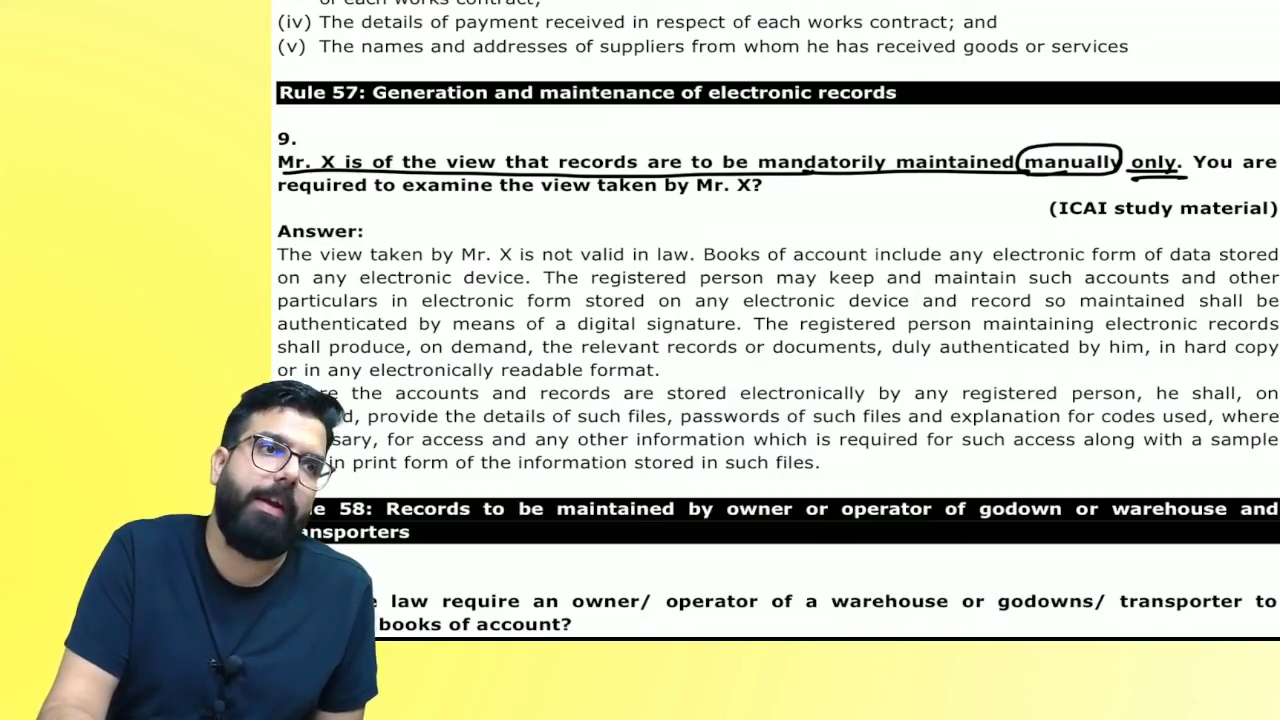 (iv) The details of payment received in respect of each works contract; and
(v) The names and addresses of suppliers from whom he has received goods or services
Rule 57: Generation and maintenance of electronic records
9.
Mr. X is of the view that records are to be mandatorily maintained manually only. You are
required to examine the view taken by Mr. X?
(ICAI study material)
Answer:
The view taken by Mr. X is not valid in law. Books of account include any electronic form of data stored
on any electronic device. The registered person may keep and maintain such accounts and other
particulars in electronic form stored on any electronic device and record so maintained shall be
authenticated by means of a digital signature. The registered person maintaining electronic records
shall produce, on demand, the relevant records or documents, duly authenticated by him, in hard copy
or in any electronically readable format.
the accounts and records are stored electronically by any registered person, he shall, on
provide the details of such files, passwords of such files and explanation for codes used, where
for access and any other information which is required for such access along with a sample
in print form of the information stored in such files.
58: Records to be maintained by owner or operator of godown or warehouse and
law require an owner/ operator of a warehouse or godowns/ transporter to
books of account?